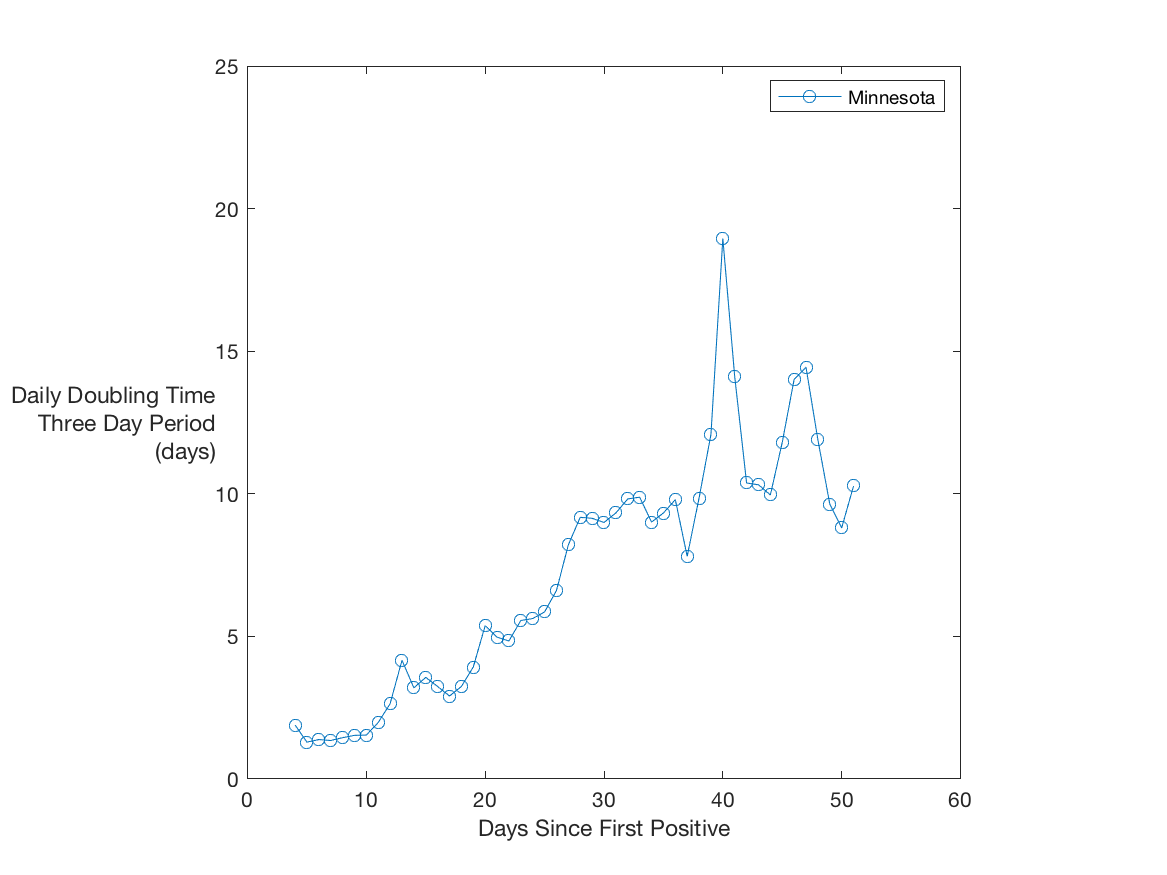 25
Minnesota
20
15
Daily Doubling Time
Three Day Period
(days)
10
5
0
0 10 20 30 40 50 60
Days Since First Positive